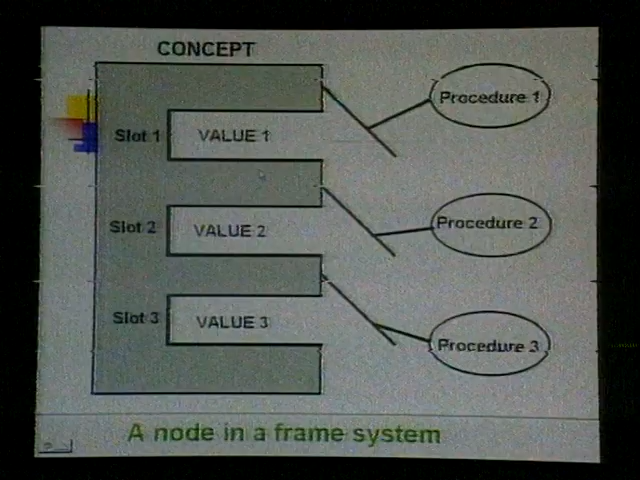 CONCEPT
Procedure 1
Slot 1
VALUE 1
Procedure 2
Slot 2
VALUE 2
Slot 3
VALUE 3
Procedure 3
A node in a frame system